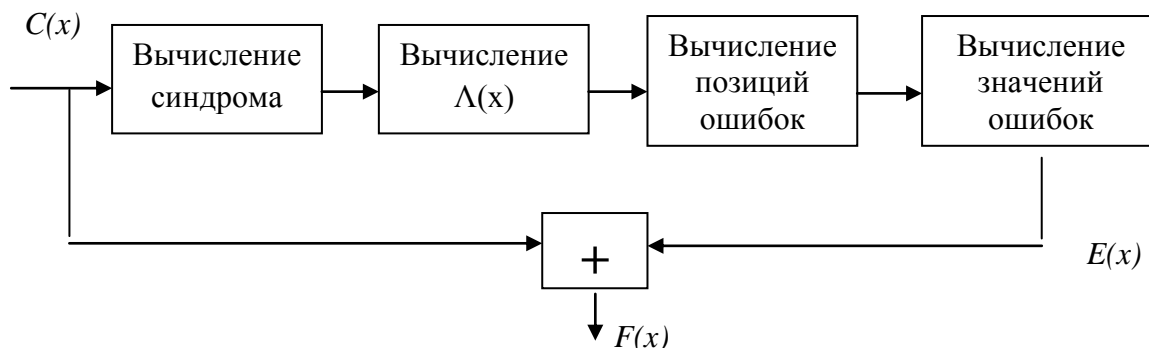 C(x)
Вычисление
синдрома
Вычисление
Λ(x)
Вычисление
позиций
ошибок
Вычисление
значений
ошибок
+
E(x)
F(x)